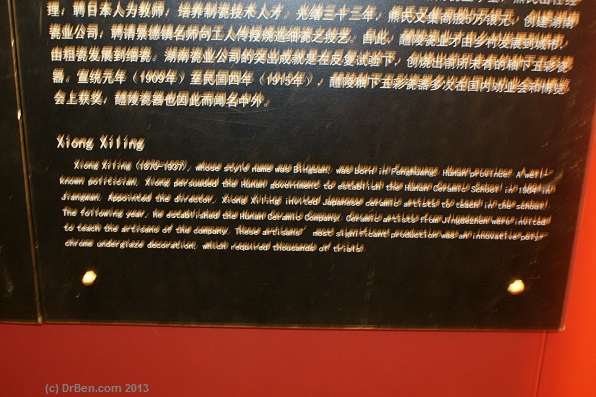 理，聘日本人为教师，培养制瓷技术人才。光绪三十三年，熊氏又集商股5万银元，创建湖南
瓷业公司，聘请景德镇名师向工人传授烧造细瓷之技艺。自此，醴陵瓷业才由乡村发展到城市，
由粗瓷发展到细瓷。湖南瓷业公司的突出成就是在反复试验下，创烧出前所未有的釉下五彩瓷
器。宣统元年（1909年）至民国四年（1915年），醴陵釉下五彩瓷器多次在国内劝业会和博览
会上获奖，醴陵瓷器也因此而闻名中外。
Xiong Xiling
Xiong Xiling (1870-1937), whose style name was Bingsan, was born in Fenghuang, Hunan province. A well-
known politician, Xiong persuaded the Hunan government to establish the Hunan Ceramic School in 1904 in
Jiangwan. Appointed the director, Xiong Xiling invited Japanese ceramic artists to teach in the school.
The following year, he established the Hunan Ceramic Company. Ceramic artists from Jingdezhen were invited
to teach the artisans of the company. These artisans' most significant production was an innovative poly-
chrome underglaze decoration, which required thousands of trials.
(c) DrBen.com 2013